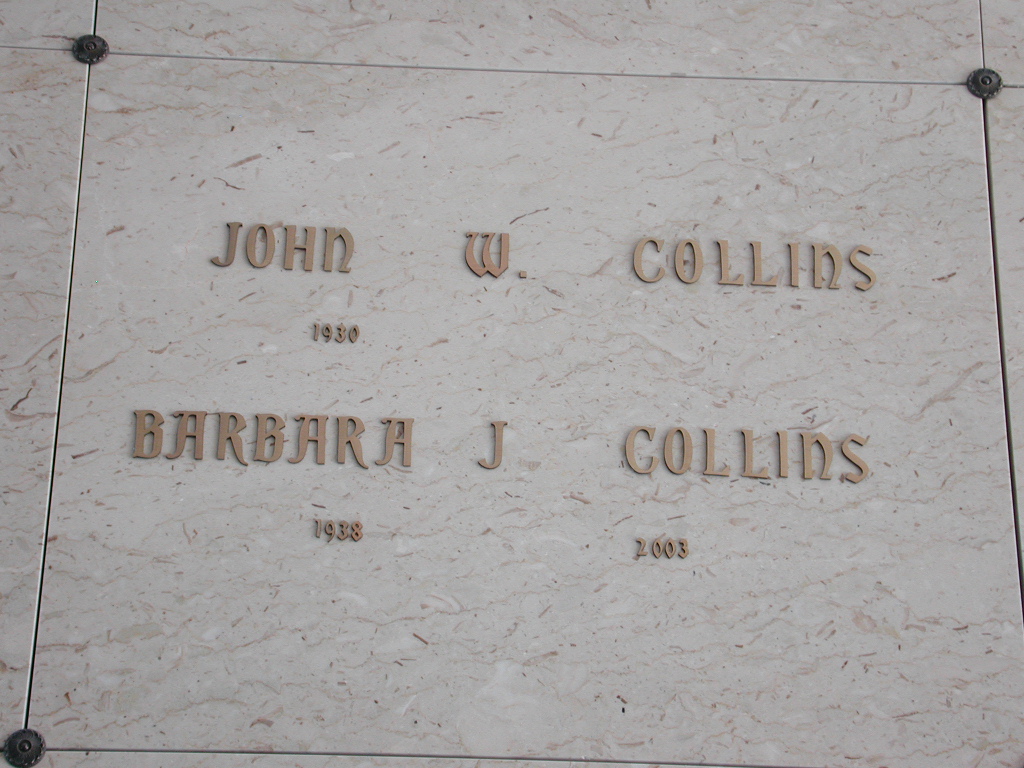 JOHN W. COLLINS
1930
BARBARA J COLLINS
1938 2003